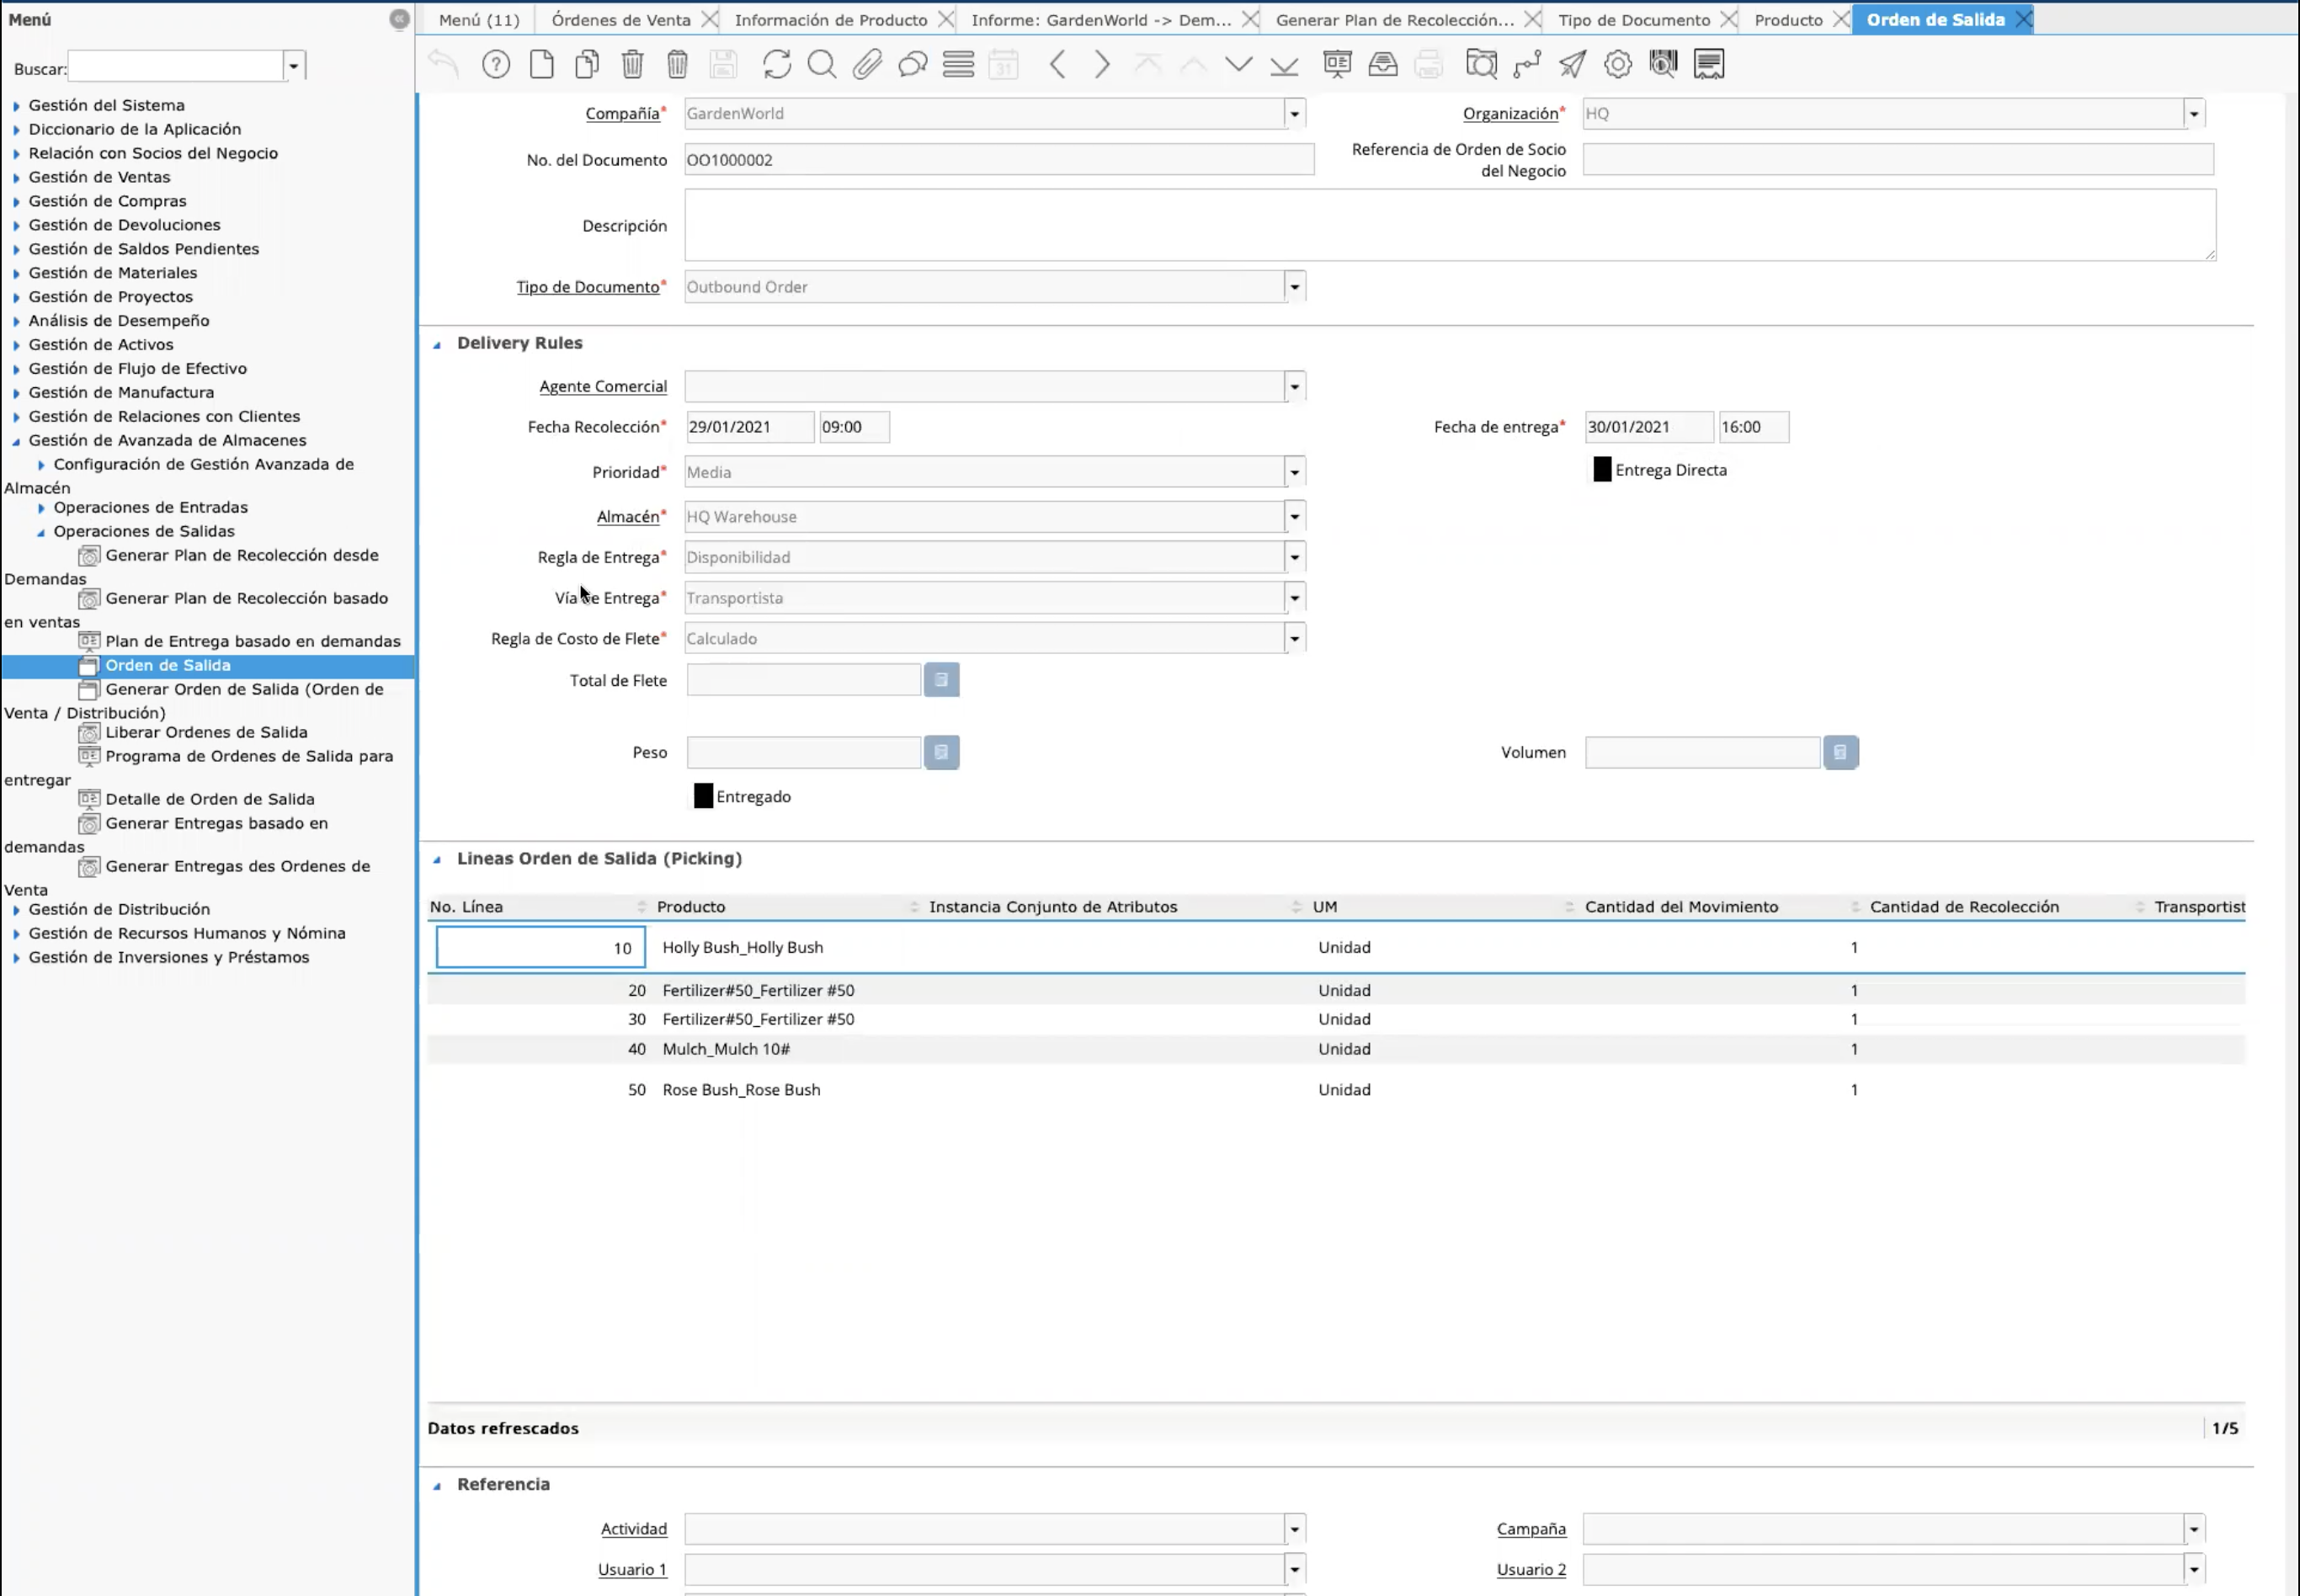 Menú
Buscar:
Gestión del Sistema
Diccionario de la Aplicación
Relación con Socios del Negocio
Gestión de Ventas
Gestión de Compras
Gestión de Devoluciones
Gestión de Saldos Pendientes
Gestión de Materiales
Gestión de Proyectos
Análisis de Desempeño
Gestión de Activos
Gestión de Flujo de Efectivo
Gestión de Manufactura
Gestión de Relaciones con Clientes
Gestión de Avanzada de Almacenes
Configuración de Gestión Avanzada de
Almacén
Operaciones de Entradas
Operaciones de Salidas
Generar Plan de Recolección desde
Demandas
Generar Plan de Recolección basado
en ventas
Plan de Entrega basado en demandas
Orden de Salida
Generar Orden de Salida (Orden de
Venta / Distribución)
Liberar Ordenes de Salida
Programa de Ordenes de Salida para
entregar
Detalle de Orden de Salida
Generar Entregas basado en
demandas
Generar Entregas des Ordenes de
Venta
Gestión de Distribución
Gestión de Recursos Humanos y Nómina
Gestión de Inversiones y Préstamos
Menú (11) Órdenes de Venta Información de Producto Informe: GardenWorld -> Dem... Generar Plan de Recolección... Tipo de Documento Producto Orden de Salida
31
Compañía* GardenWorld Organización* HQ
No. del Documento OO1000002 Referencia de Orden de Socio
del Negocio
Descripción
Tipo de Documento* Outbound Order
Delivery Rules
Agente Comercial
Fecha Recolección* 29/01/2021 09:00 Fecha de entrega* 30/01/2021 16:00
Prioridad* Media Entrega Directa
Almacén* HQ Warehouse
Regla de Entrega* Disponibilidad
Vía de Entrega* Transportista
Regla de Costo de Flete* Calculado
Total de Flete
Peso Volumen
Entregado
Lineas Orden de Salida (Picking)
No. Línea Producto Instancia Conjunto de Atributos UM Cantidad del Movimiento Cantidad de Recolección Transportist
10 Holly Bush_Holly Bush Unidad 1
20 Fertilizer#50_Fertilizer #50 Unidad 1
30 Fertilizer#50_Fertilizer #50 Unidad 1
40 Mulch_Mulch 10# Unidad 1
50 Rose Bush_Rose Bush Unidad 1
Datos refrescados 1/5
Referencia
Actividad Campaña
Usuario 1 Usuario 2